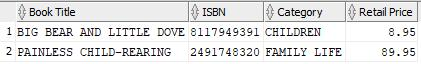 Book Title ISBN Category Retail Price
1 BIG BEAR AND LITTLE DOVE 8117949391 CHILDREN 8.95
2 PAINLESS CHILD-REARING 2491748320 FAMILY LIFE 89.95